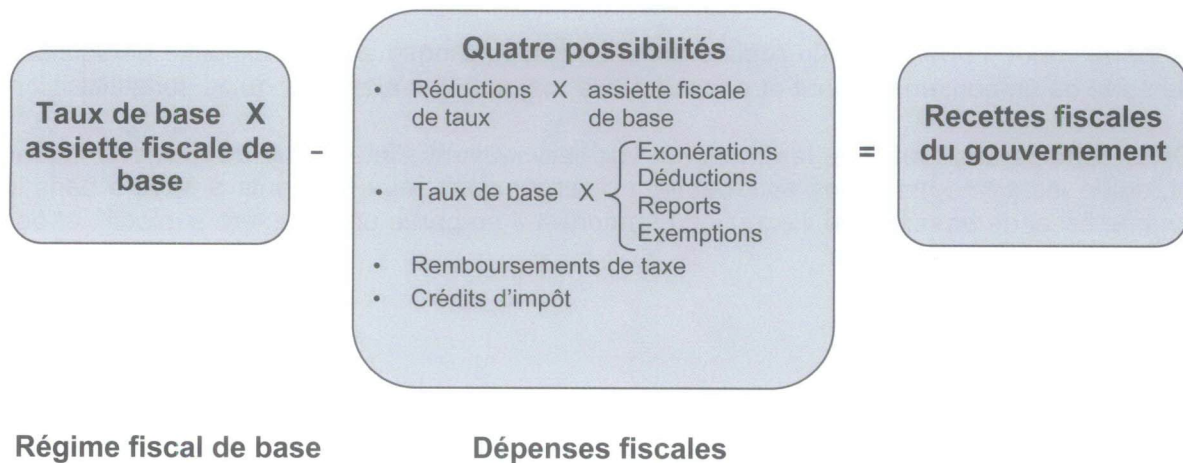 Quatre possibilités
Taux de base X
assiette fiscale de
base
-
• Réductions X assiette fiscale
de taux de base
• Taux de base X
Exonérations
Déductions
Reports
Exemptions
• Remboursements de taxe
• Crédits d'impôt
=
Recettes fiscales
du gouvernement
Régime fiscal de base
Dépenses fiscales